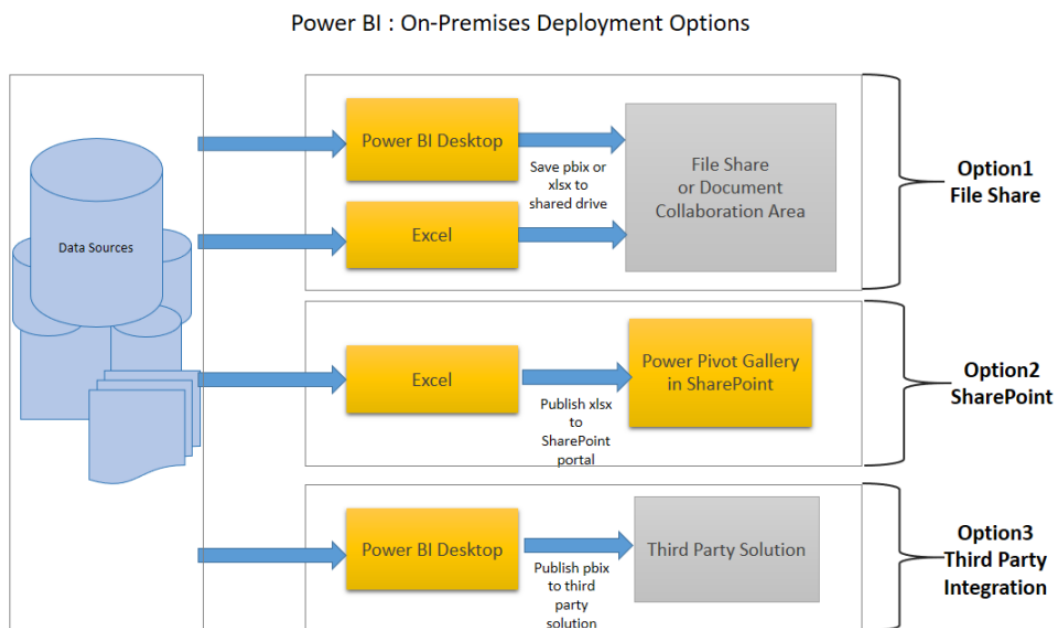 Power BI : On-Premises Deployment Options
Data Sources
Power BI Desktop
Save pbix or
xlsx to
shared drive
Excel
File Share
or Document
Collaboration Area
Option1
File Share
Excel
Publish xlsx
to
SharePoint
portal
Power Pivot Gallery
in SharePoint
Option2
SharePoint
Power BI Desktop
Publish pbix
to third
party
solution
Third Party Solution
Option3
Third Party
Integration